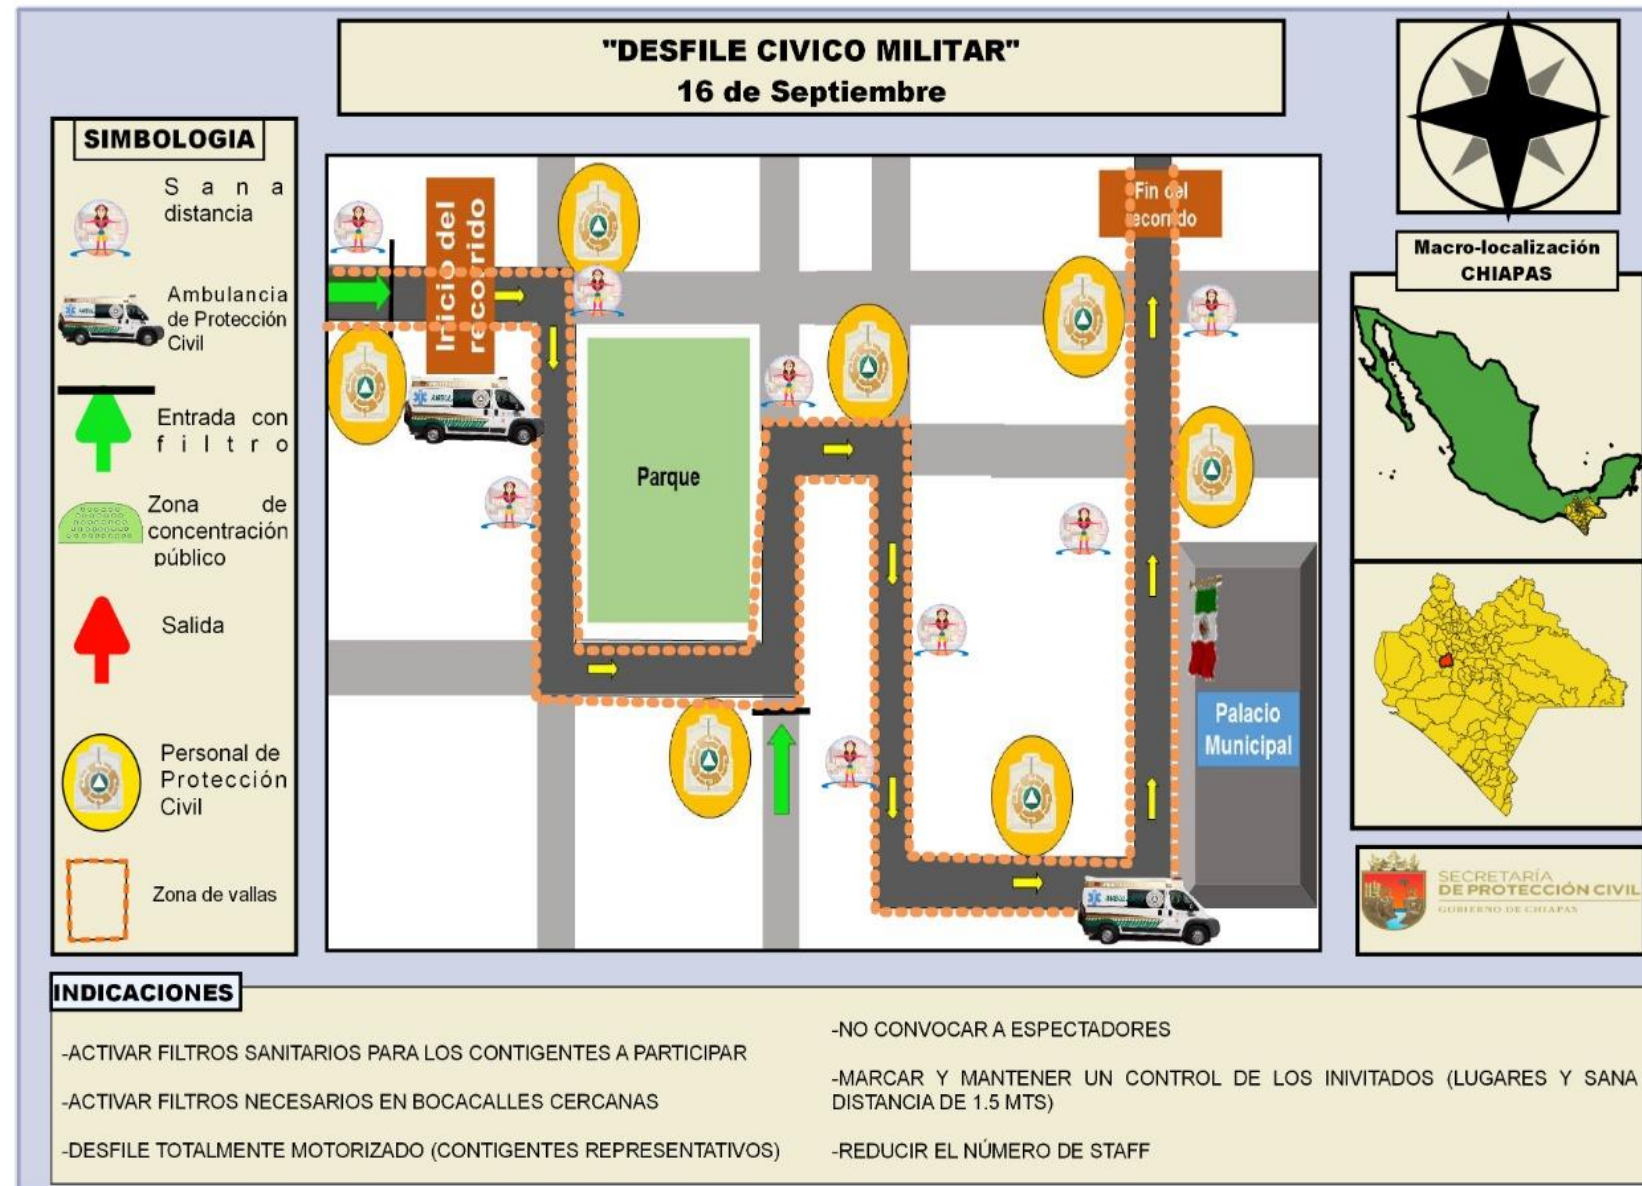 "DESFILE CIVICO MILITAR"
16 de Septiembre
SIMBOLOGIA
Sana
distancia
Ambulancia
de Protección
Civil
Entrada con
filtro
Zona de
concentración
público
Salida
Personal de
Protección
Civil
Zona de vallas
Inicio del
recorrido
Fin del
recorrido
Parque
Palacio
Municipal
Macro-localización
CHIAPAS
SECRETARÍA
DE PROTECCIÓN CIVIL
GOBIERNO DE CHIAPAS
INDICACIONES
-ACTIVAR FILTROS SANITARIOS PARA LOS CONTIGENTES A PARTICIPAR
-ACTIVAR FILTROS NECESARIOS EN BOCACALLES CERCANAS
-DESFILE TOTALMENTE MOTORIZADO (CONTIGENTES REPRESENTATIVOS)
-NO CONVOCAR A ESPECTADORES
-MARCAR Y MANTENER UN CONTROL DE LOS INIVITADOS (LUGARES Y SANA
DISTANCIA DE 1.5 MTS)
-REDUCIR EL NÚMERO DE STAFF